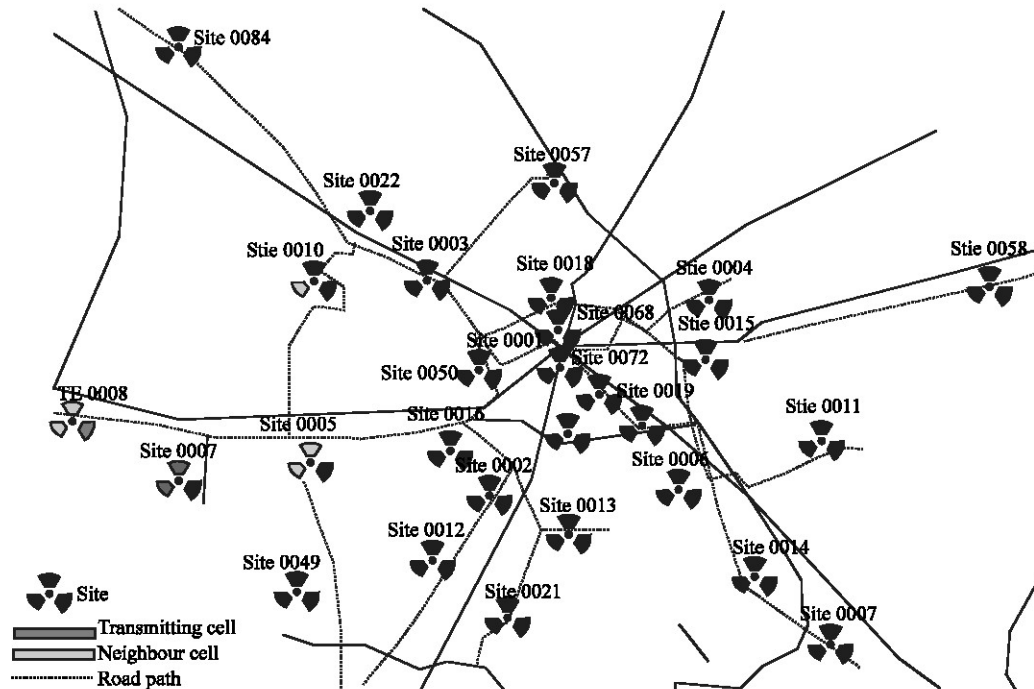 Site 0084
Site 0057
Site 0022
Stie 0010
Site 0003
Stie 0058
Site 0018
Stie 0004
Site 0068
Stie 0015
Site 0001
Site 0072
Site 0050
TE 0008
Site 0019
Site 0016
Site 0005
Stie 0011
Site 0007
Site 0002
Site 0006
Site 0013
Site 0012
Site 0014
Site 0049
Site 0021
Site
Site 0007
Transmitting cell
Neighbour cell
Road path